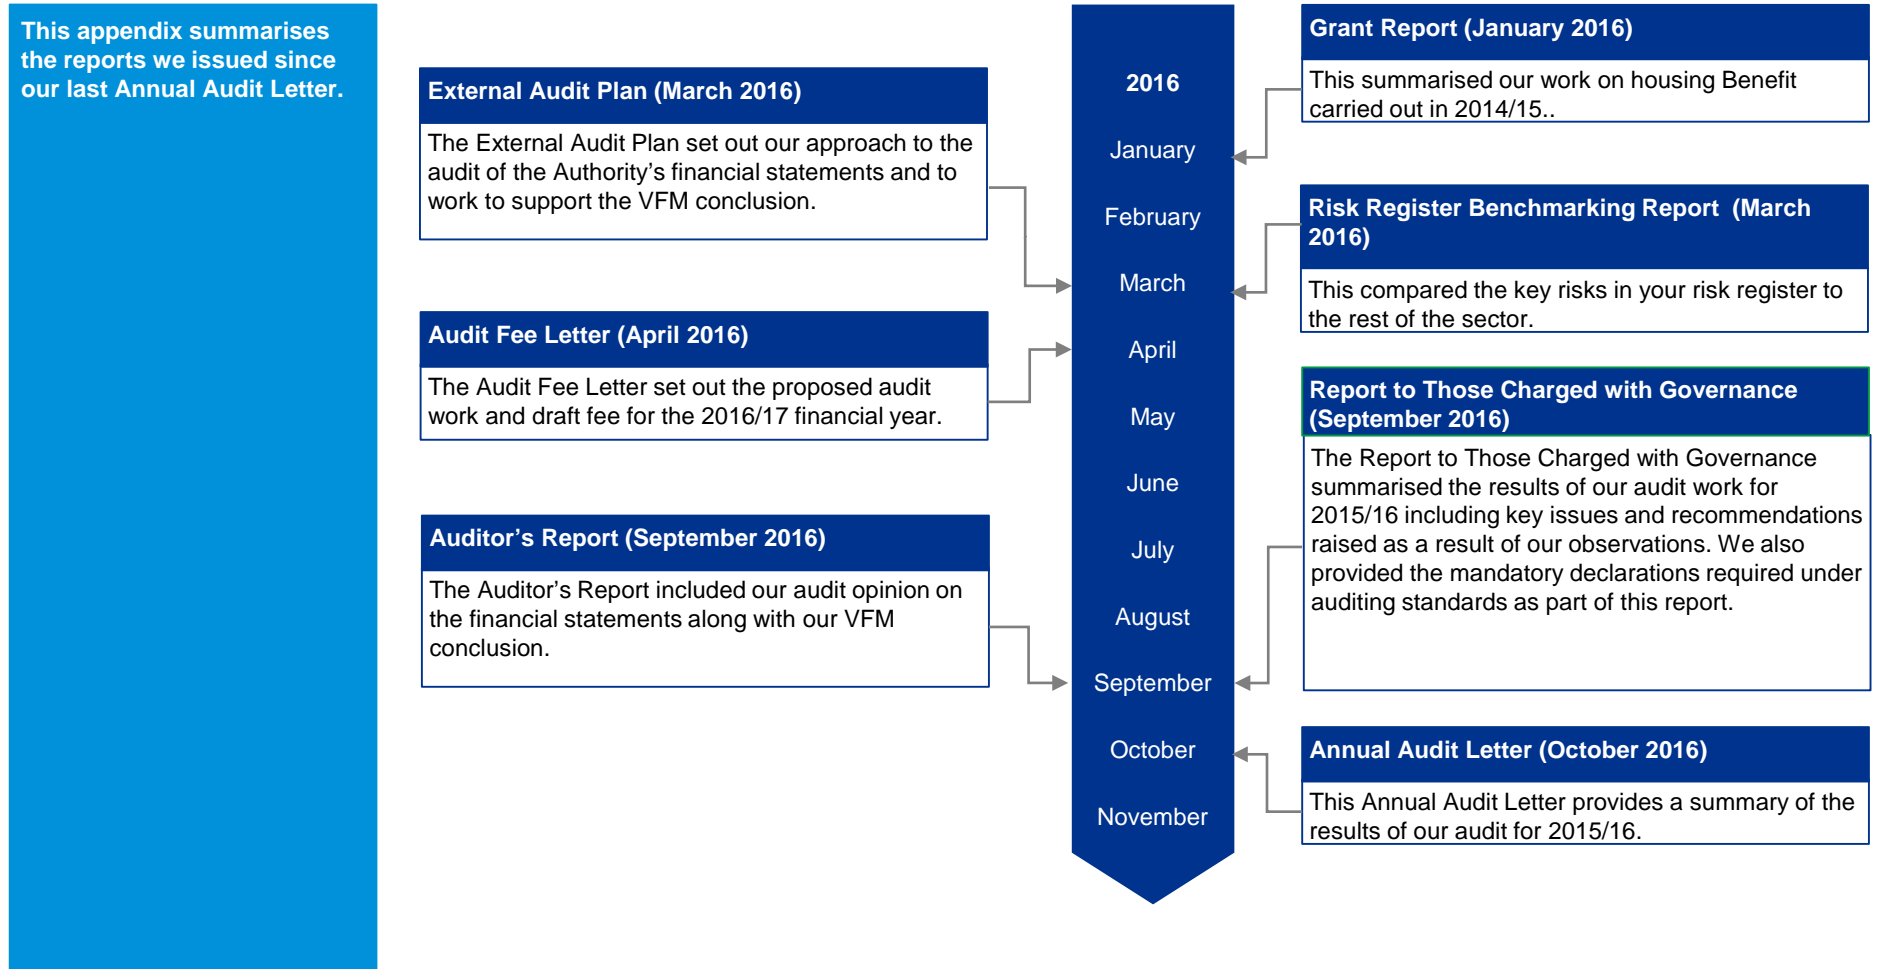 This appendix summarises
the reports we issued since
our last Annual Audit Letter.
External Audit Plan (March 2016)
The External Audit Plan set out our approach to the
audit of the Authority’s financial statements and to
work to support the VFM conclusion.
Audit Fee Letter (April 2016)
The Audit Fee Letter set out the proposed audit
work and draft fee for the 2016/17 financial year.
Auditor’s Report (September 2016)
The Auditor’s Report included our audit opinion on
the financial statements along with our VFM
conclusion.
2016
January
February
March
April
May
June
July
August
September
October
November
Grant Report (January 2016)
This summarised our work on housing Benefit
carried out in 2014/15..
Risk Register Benchmarking Report (March
2016)
This compared the key risks in your risk register to
the rest of the sector.
Report to Those Charged with Governance
(September 2016)
The Report to Those Charged with Governance
summarised the results of our audit work for
2015/16 including key issues and recommendations
raised as a result of our observations. We also
provided the mandatory declarations required under
auditing standards as part of this report.
Annual Audit Letter (October 2016)
This Annual Audit Letter provides a summary of the
results of our audit for 2015/16.